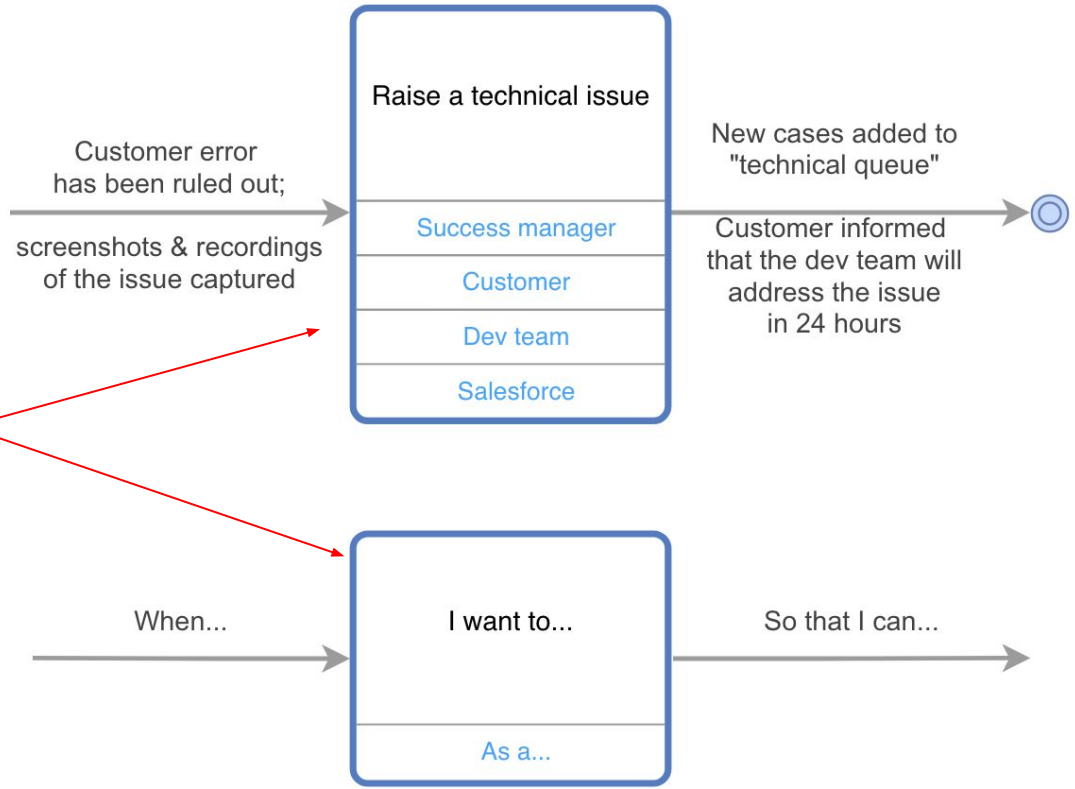 Raise a technical issue
Customer error
has been ruled out;
screenshots & recordings
of the issue captured
New cases added to
"technical queue"
Customer informed
that the dev team will
address the issue
in 24 hours
Success manager
Customer
Dev team
Salesforce
When...
I want to...
So that I can...
As a...